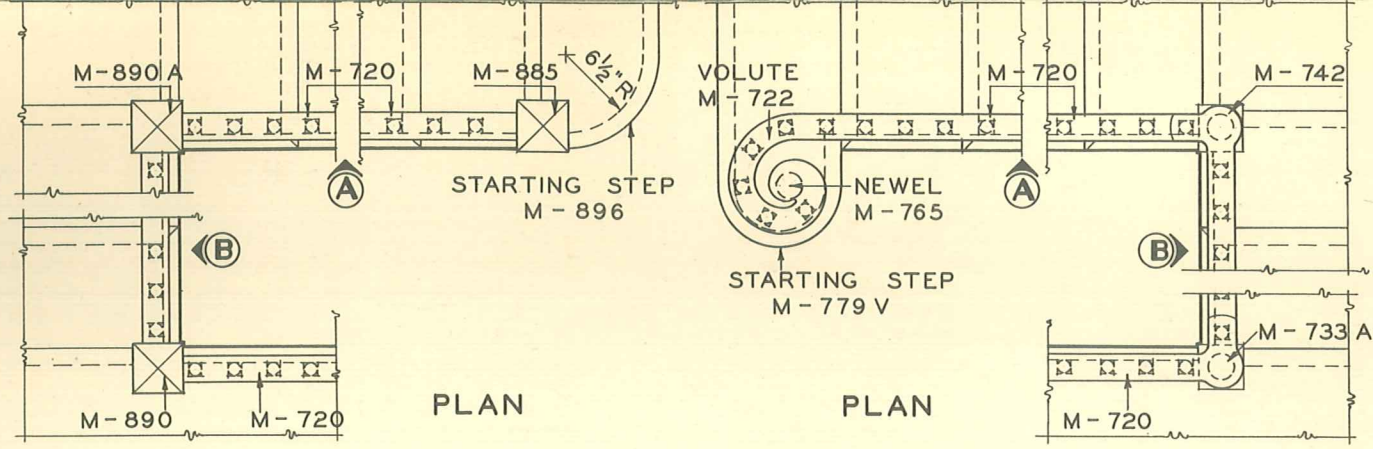 M-890 A
M-720
M-885
6½"R
A
STARTING STEP
M-896
B
M-890
M-720
PLAN
VOLUTE
M-722
M-720
M-742
NEWEL
M-765
A
B
STARTING STEP
M-779 V
M-733 A
PLAN
M-720